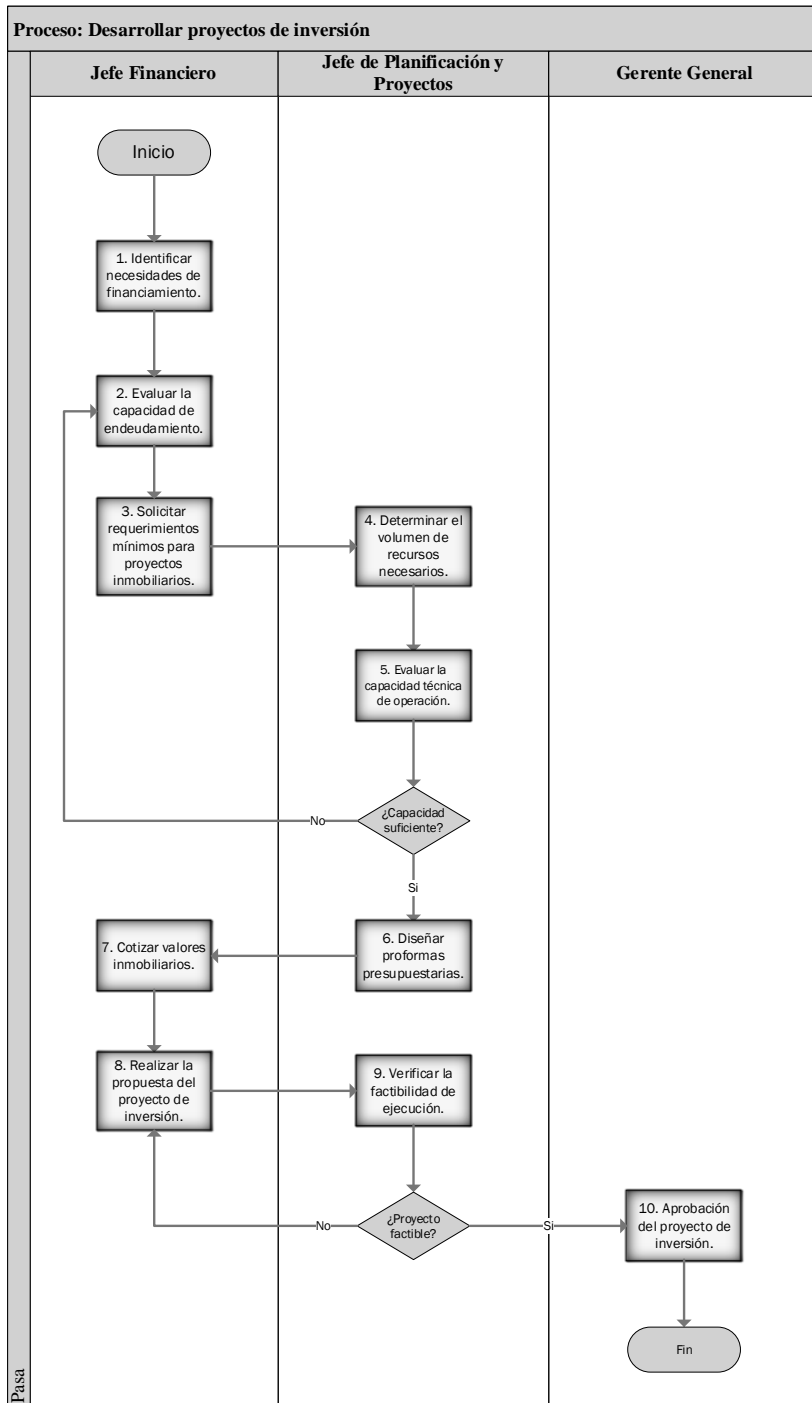 Proceso: Desarrollar proyectos de inversión
Jefe Financiero
Jefe de Planificación y
Proyectos
Gerente General
Inicio
1. Identificar
necesidades de
financiamiento.
2. Evaluar la
capacidad de
endeudamiento.
3. Solicitar
requerimientos
mínimos para
proyectos
inmobiliarios.
4. Determinar el
volumen de
recursos
necesarios.
5. Evaluar la
capacidad técnica
de operación.
¿Capacidad
suficiente?
No
Si
6. Diseñar
proformas
presupuestarias.
7. Cotizar valores
inmobiliarios.
8. Realizar la
propuesta del
proyecto de
inversión.
9. Verificar la
factibilidad de
ejecución.
¿Proyecto
factible?
No
Si
10. Aprobación
del proyecto de
inversión.
Fin
Pasa